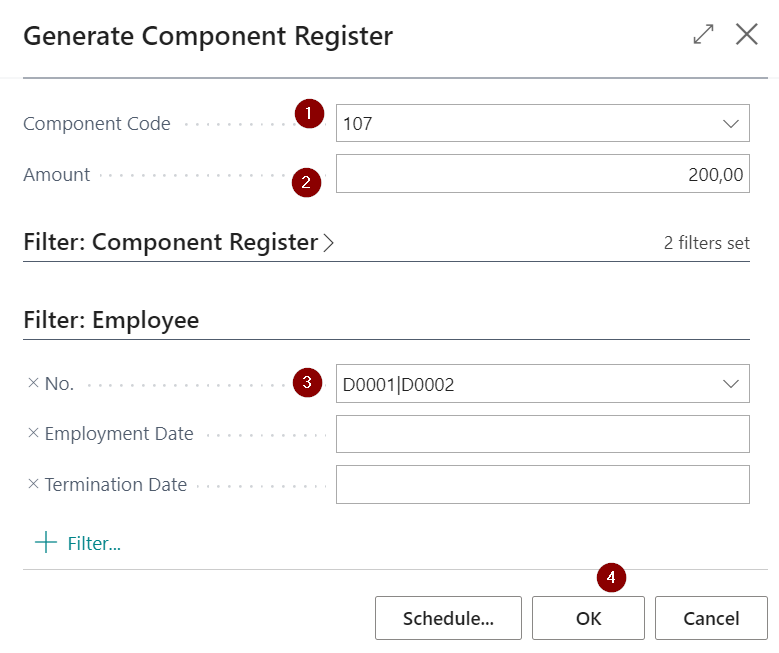 Generate Component Register
Component Code 1 107
Amount 2 200,00
Filter: Component Register 2 filters set
Filter: Employee
No. 3 D0001|D0002
Employment Date
Termination Date
Filter...
4
Schedule... OK Cancel